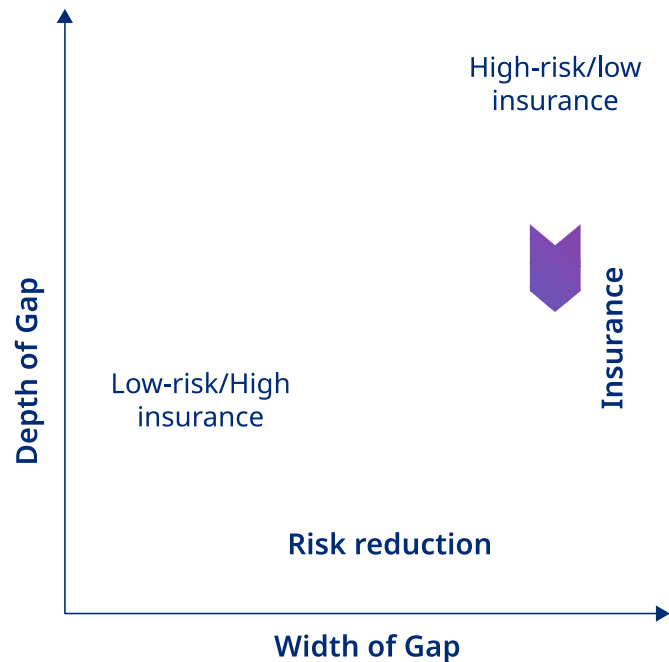 High-risk/low
insurance
Depth of Gap
Insurance
Low-risk/High
insurance
Risk reduction
Width of Gap